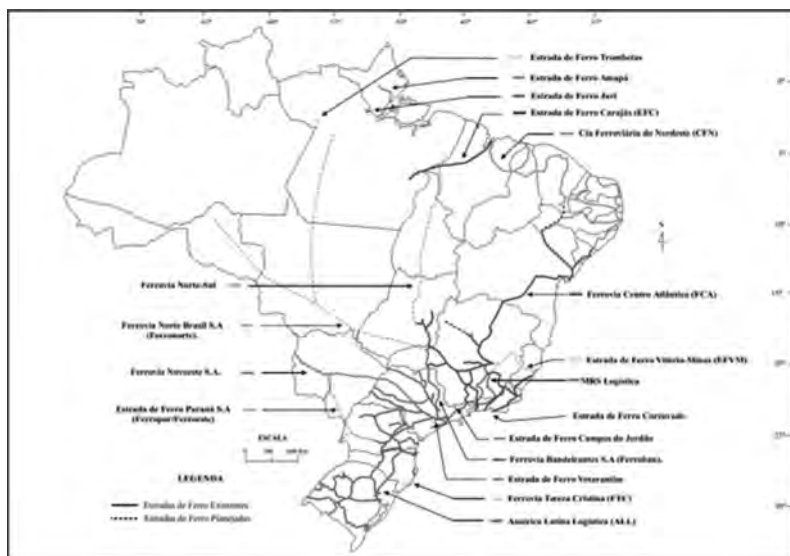 Estrada de Ferro Trombetas
Estrada de Ferro Amapá
Estrada de Ferro Jari
Estrada de Ferro Carajás (EFC)
Cia Ferroviária do Nordeste (CFN)
Ferrovia Norte-Sul
Ferrovia Centro Atlântica (FCA)
Ferrovia Norte Brasil S.A
(Ferronorte).
Estrada de Ferro Vitória-Minas (EFVM)
Ferrovia Noroeste S.A.
MRS Logística
Estrada de Ferro Paraná S.A
(Ferropar/Ferroeste)
Estrada de Ferro Corcovado
Estrada de Ferro Campos do Jordão
ESCALA
Ferrovia Bandeirantes S.A (Ferroban).
Estrada de Ferro Votorantim
LEGENDA
Ferrovia Tereza Cristina (FTC)
Estradas de Ferro Existentes
Estradas de Ferro Planejadas
América Latina Logística (ALL)